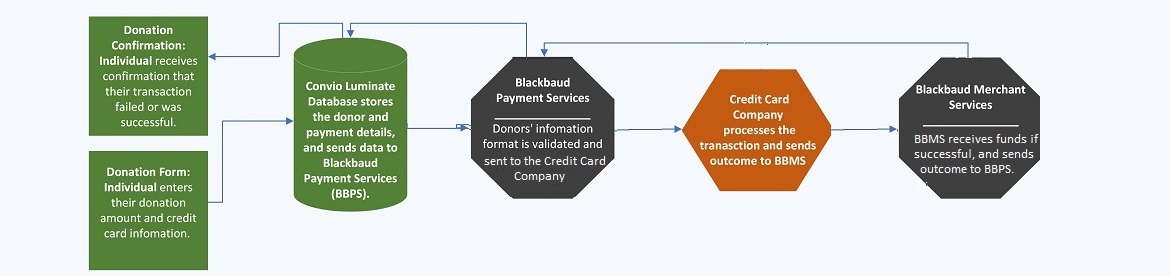 Donation
Confirmation:
Individual receives
confirmation that
their transaction
failed or was
successful.
Donation Form:
Individual enters
their donation
amount and credit
card infomation.
Convio Luminate
Database stores
the donor and
payment details,
and sends data to
Blackbaud
Payment Services
(BBPS).
Blackbaud
Payment Services
Donors' infomation
format is validated and
sent to the Credit Card
Company
Credit Card
Company
processes the
tranasction and sends
outcome to BBMS
Blackbaud Merchant
Services
BBMS receives funds if
successful, and sends
outcome to BBPS.